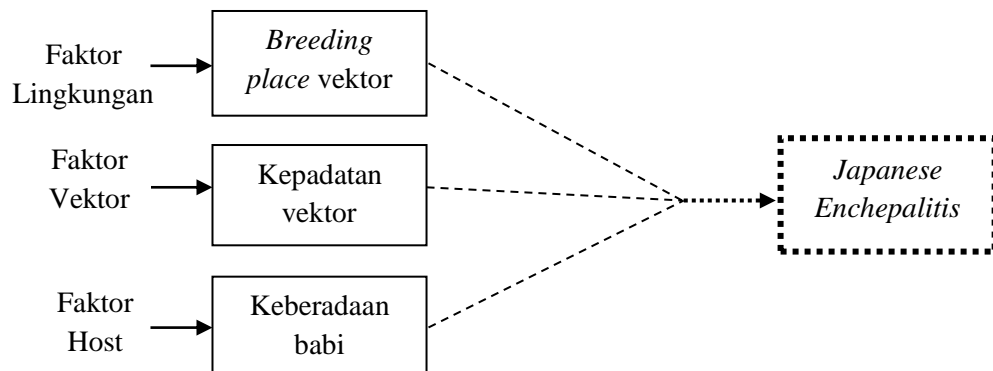 Faktor
Lingkungan
Breeding
place vektor
Faktor
Vektor
Kepadatan
vektor
Faktor
Host
Keberadaan
babi
Japanese
Enchepalitis